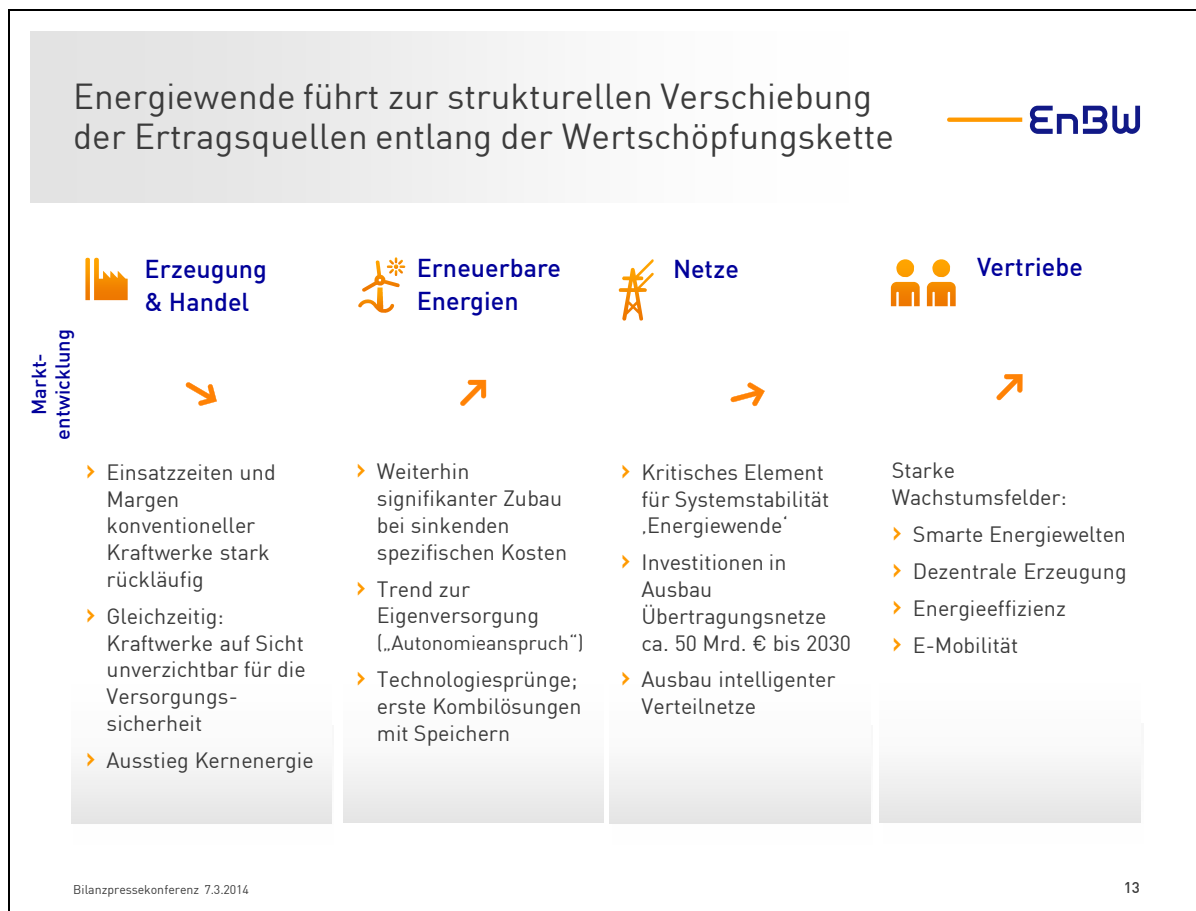 Energiewende führt zur strukturellen Verschiebung
der Ertragsquellen entlang der Wertschöpfungskette
EnBW
Markt-
entwicklung
Erzeugung
& Handel
› Einsatzzeiten und
Margen
konventioneller
Kraftwerke stark
rückläufig
› Gleichzeitig:
Kraftwerke auf Sicht
unverzichtbar für die
Versorgungs-
sicherheit
› Ausstieg Kernenergie
Erneuerbare
Energien
› Weiterhin
signifikanter Zubau
bei sinkenden
spezifischen Kosten
› Trend zur
Eigenversorgung
(„Autonomieanspruch“)
› Technologiesprünge;
erste Kombilösungen
mit Speichern
Netze
› Kritisches Element
für Systemstabilität
‚Energiewende‘
› Investitionen in
Ausbau
Übertragungsnetze
ca. 50 Mrd. € bis 2030
› Ausbau intelligenter
Verteilnetze
Vertriebe
Starke
Wachstumsfelder:
› Smarte Energiewelten
› Dezentrale Erzeugung
› Energieeffizienz
› E-Mobilität
Bilanzpressekonferenz 7.3.2014
13